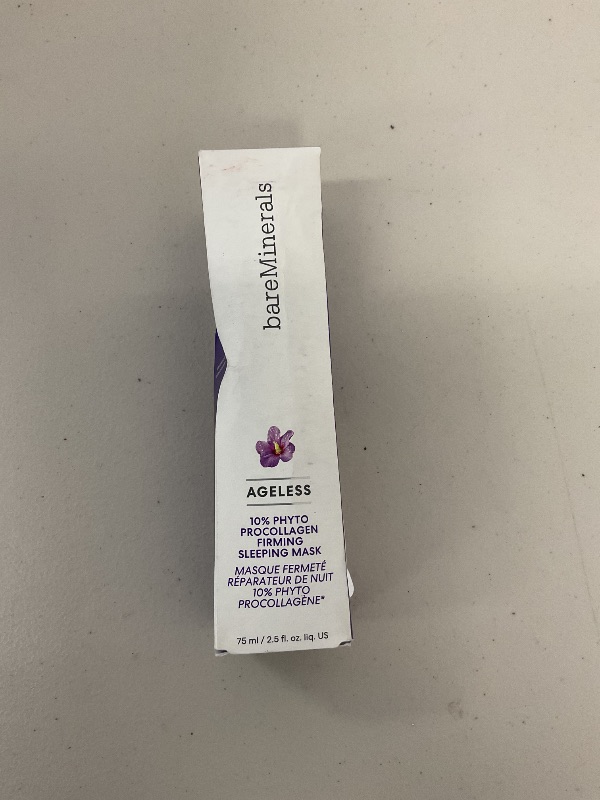 bareMinerals
AGELESS
10% PHYTO
PROCOLLAGEN
FIRMING
SLEEPING MASK
MASQUE FERMETÉ
RÉPARATEUR DE NUIT
10% PHYTO
PROCOLLAGÈNE*
75 ml / 2.5 fl. oz. liq. US